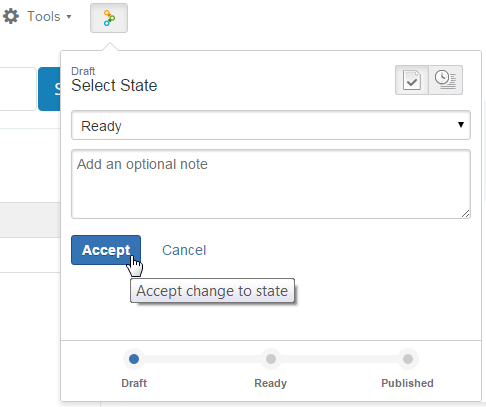 Tools
S
Draft
Select State
Ready
Add an optional note
Accept
Cancel
Accept change to state
Draft
Ready
Published